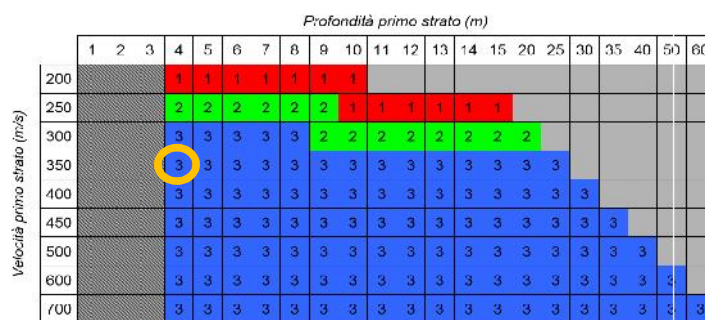 Profondità primo strato (m)
1 2 3 4 5 6 7 8 9 10 11 12 13 14 15 20 25 30 35 40 50 60
Velocità primo strato (m/s)
200 1 1 1 1 1 1 1
250 2 2 2 2 2 2 1 1 1 1 1 1
300 3 3 3 3 3 2 2 2 2 2 2 2 2
350 3 3 3 3 3 3 3 3 3 3 3 3 3 3
400 3 3 3 3 3 3 3 3 3 3 3 3 3 3 3
450 3 3 3 3 3 3 3 3 3 3 3 3 3 3 3 3
500 3 3 3 3 3 3 3 3 3 3 3 3 3 3 3 3 3
600 3 3 3 3 3 3 3 3 3 3 3 3 3 3 3 3 3 3
700 3 3 3 3 3 3 3 3 3 3 3 3 3 3 3 3 3 3 3